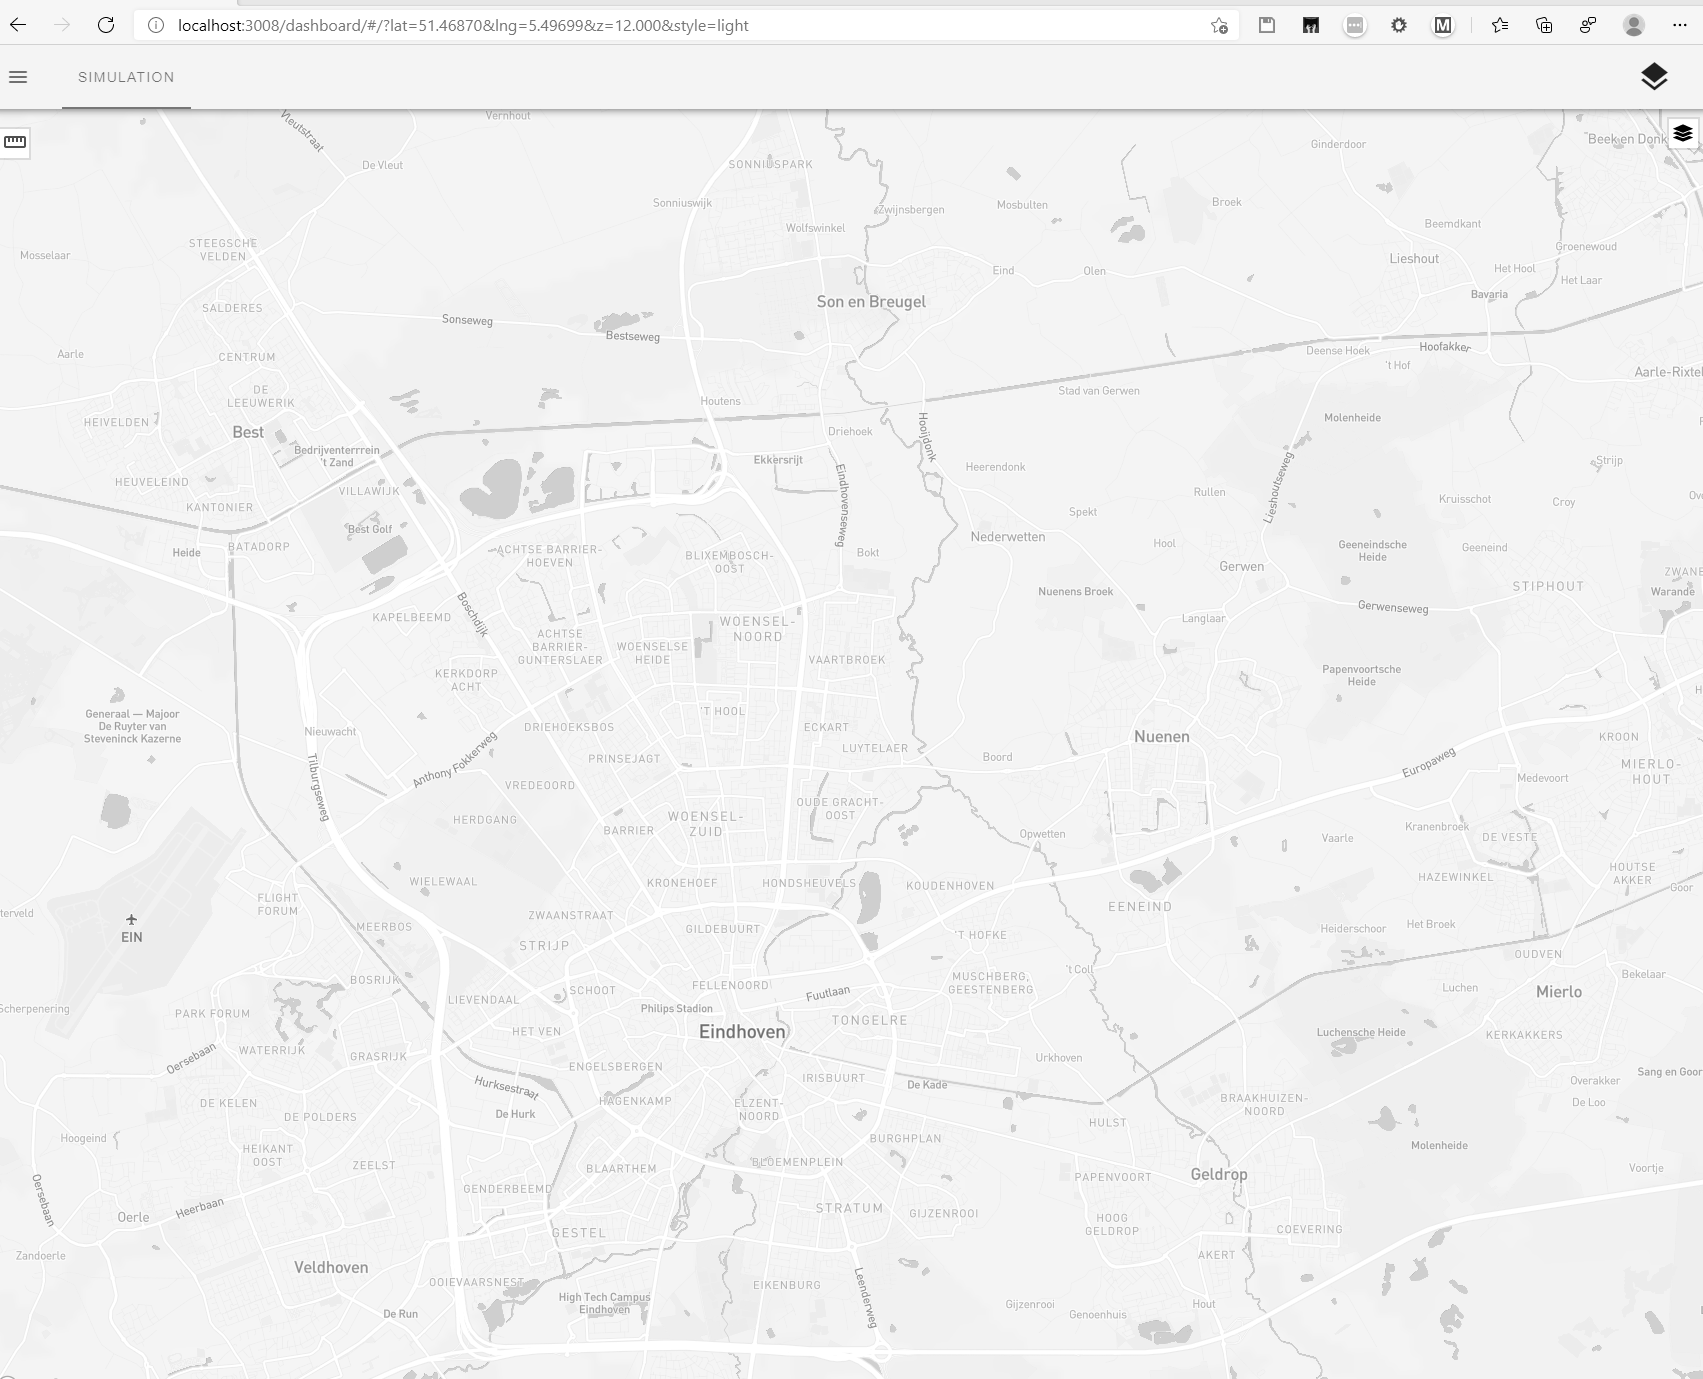 localhost:3008/dashboard/#/?lat=51.46870&lng=5.49699&z=12.000&style=light
SIMULATION
Vleutstraat
Vernhout
De Vleut
SONNIUSPARK
Ginderdoor
Beek en Donk
Sonniuswijk
Zwijnsbergen
Mosbulten
Broek
Wolfswinkel
Beemdkant
STEEGSCHE
VELDEN
Mosselaar
Groenewoud
Lieshout
Het Hool
Eind
Olen
Het Laar
Bavaria
SALDERES
Son en Breugel
Sonseweg
Bestseweg
Aarle
CENTRUM
Deense Hoek
Hoofakker
't Hof
Aarle-Rixtel
DE
LEEUWERIK
Houtens
Stad van Gerwen
HEIVELDEN
Best
Driehoek
Hooijdonk
Molenheide
Bedrijventerrrein
't Zand
Ekkersrijt
Heerendonk
Strijp
HEUVELEIND
VILLAWIJK
Eindhovenseweg
Lieshoutseweg
Rullen
Kruisschot
Croy
KANTONIER
Best Golf
Spekt
Nederwetten
Heide
BATADORP
ACHTSE BARRIER-
HOEVEN
BLIXEMBOSCH-
OOST
Bokt
Hool
Geeneindsche
Heide
Geeneind
Gerwen
STIPHOUT
Warande
Nuenens Broek
Boschdijk
KAPELBEEMD
WOENSEL-
NOORD
Langlaar
Gerwenseweg
ACHTSE
BARRIER-
GUNTERSLAER
WOENSELSE
HEIDE
VAARTBROEK
KERKDORP
ACHT
Papenvoortsche
Heide
Generaal — Majoor
De Ruyter van
Steveninck Kazerne
'T HOOL
Nieuwacht
DRIEHOEKSBOS
ECKART
LUYTELAER
Nuenen
KROON
Tilburgseweg
Anthony Fokkerweg
PRINSEJAGT
Boord
Europaweg
MIERLO-
HOUT
Medevoort
VREDEOORD
OUDE GRACHT-
OOST
HERDGANG
WOENSEL-
ZUID
BARRIER
Opwetten
Vaarle
Kranenbroek
DE VESTE
WIELEWAAL
KRONEHOEF
HONDSHEUVELS
KOUDENHOVEN
HAZEWINKEL
HOUTSE
AKKER
Goor
FLIGHT
FORUM
EENEIND
ZWAANSTRAAT
MEERBOS
GILDEBUURT
'T HOFKE
Heiderschoor
Het Broek
EIN
STRIJP
OUDVEN
BOSRIJK
't Coll
MUSCHBERG,
GEESTENBERG
Bekelaar
SCHOOT
FELLENOORD
Fuutlaan
Luchen
Mierlo
LIEVENDAAL
Philips Stadion
Scherpenering
PARK FORUM
HET VEN
Eindhoven
TONGELRE
Luchensche Heide
KERKAKKERS
WATERRIJK
GRASRIJK
Oersebaan
Urkhoven
ENGELSBERGEN
IRISBUURT
De Kade
Overakker
Hurksestraat
De Hurk
HAGENKAMP
ELZENT-
NOORD
BRAAKHUIZEN-
NOORD
De Loo
DE KELEN
DE POLDERS
HULST
Hoogeind
HEIKANT
OOST
BURGHPLAN
Molenheide
ZEELST
BLAARTHEM
BLOEMENPLEIN
PAPENVOORT
Geldrop
Voortje
Oersebaan
GENDERBEEMD
STRATUM
GIJZENROOI
Heerbaan
Oerle
HOOG
GELDROP
COEVERING
GESTEL
Zandoerle
AKERT
Veldhoven
OOIEVAARSNEST
EIKENBURG
Leenderweg
High Tech Campus
Eindhoven
De Run
Gijzenrooi
Genoenhuis
Hout